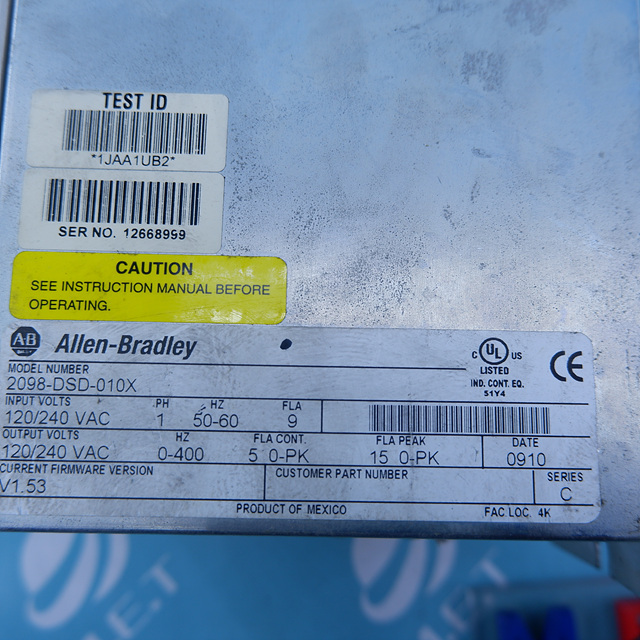 TEST ID
*1JAA1UB2*
SER NO. 12668999
CAUTION
SEE INSTRUCTION MANUAL BEFORE
OPERATING.
AB Allen-Bradley
MODEL NUMBER
2098-DSD-010X
C UL US
LISTED
IND. CONT. EQ.
51Y4
CE
INPUT VOLTS PH HZ FLA
120/240 VAC 1 50-60 9
OUTPUT VOLTS HZ FLA CONT. FLA PEAK DATE
120/240 VAC 0-400 5 0-PK 15 0-PK 0910
CURRENT FIRMWARE VERSION CUSTOMER PART NUMBER SERIES
V1.53 C
PRODUCT OF MEXICO FAC LOC. 4K